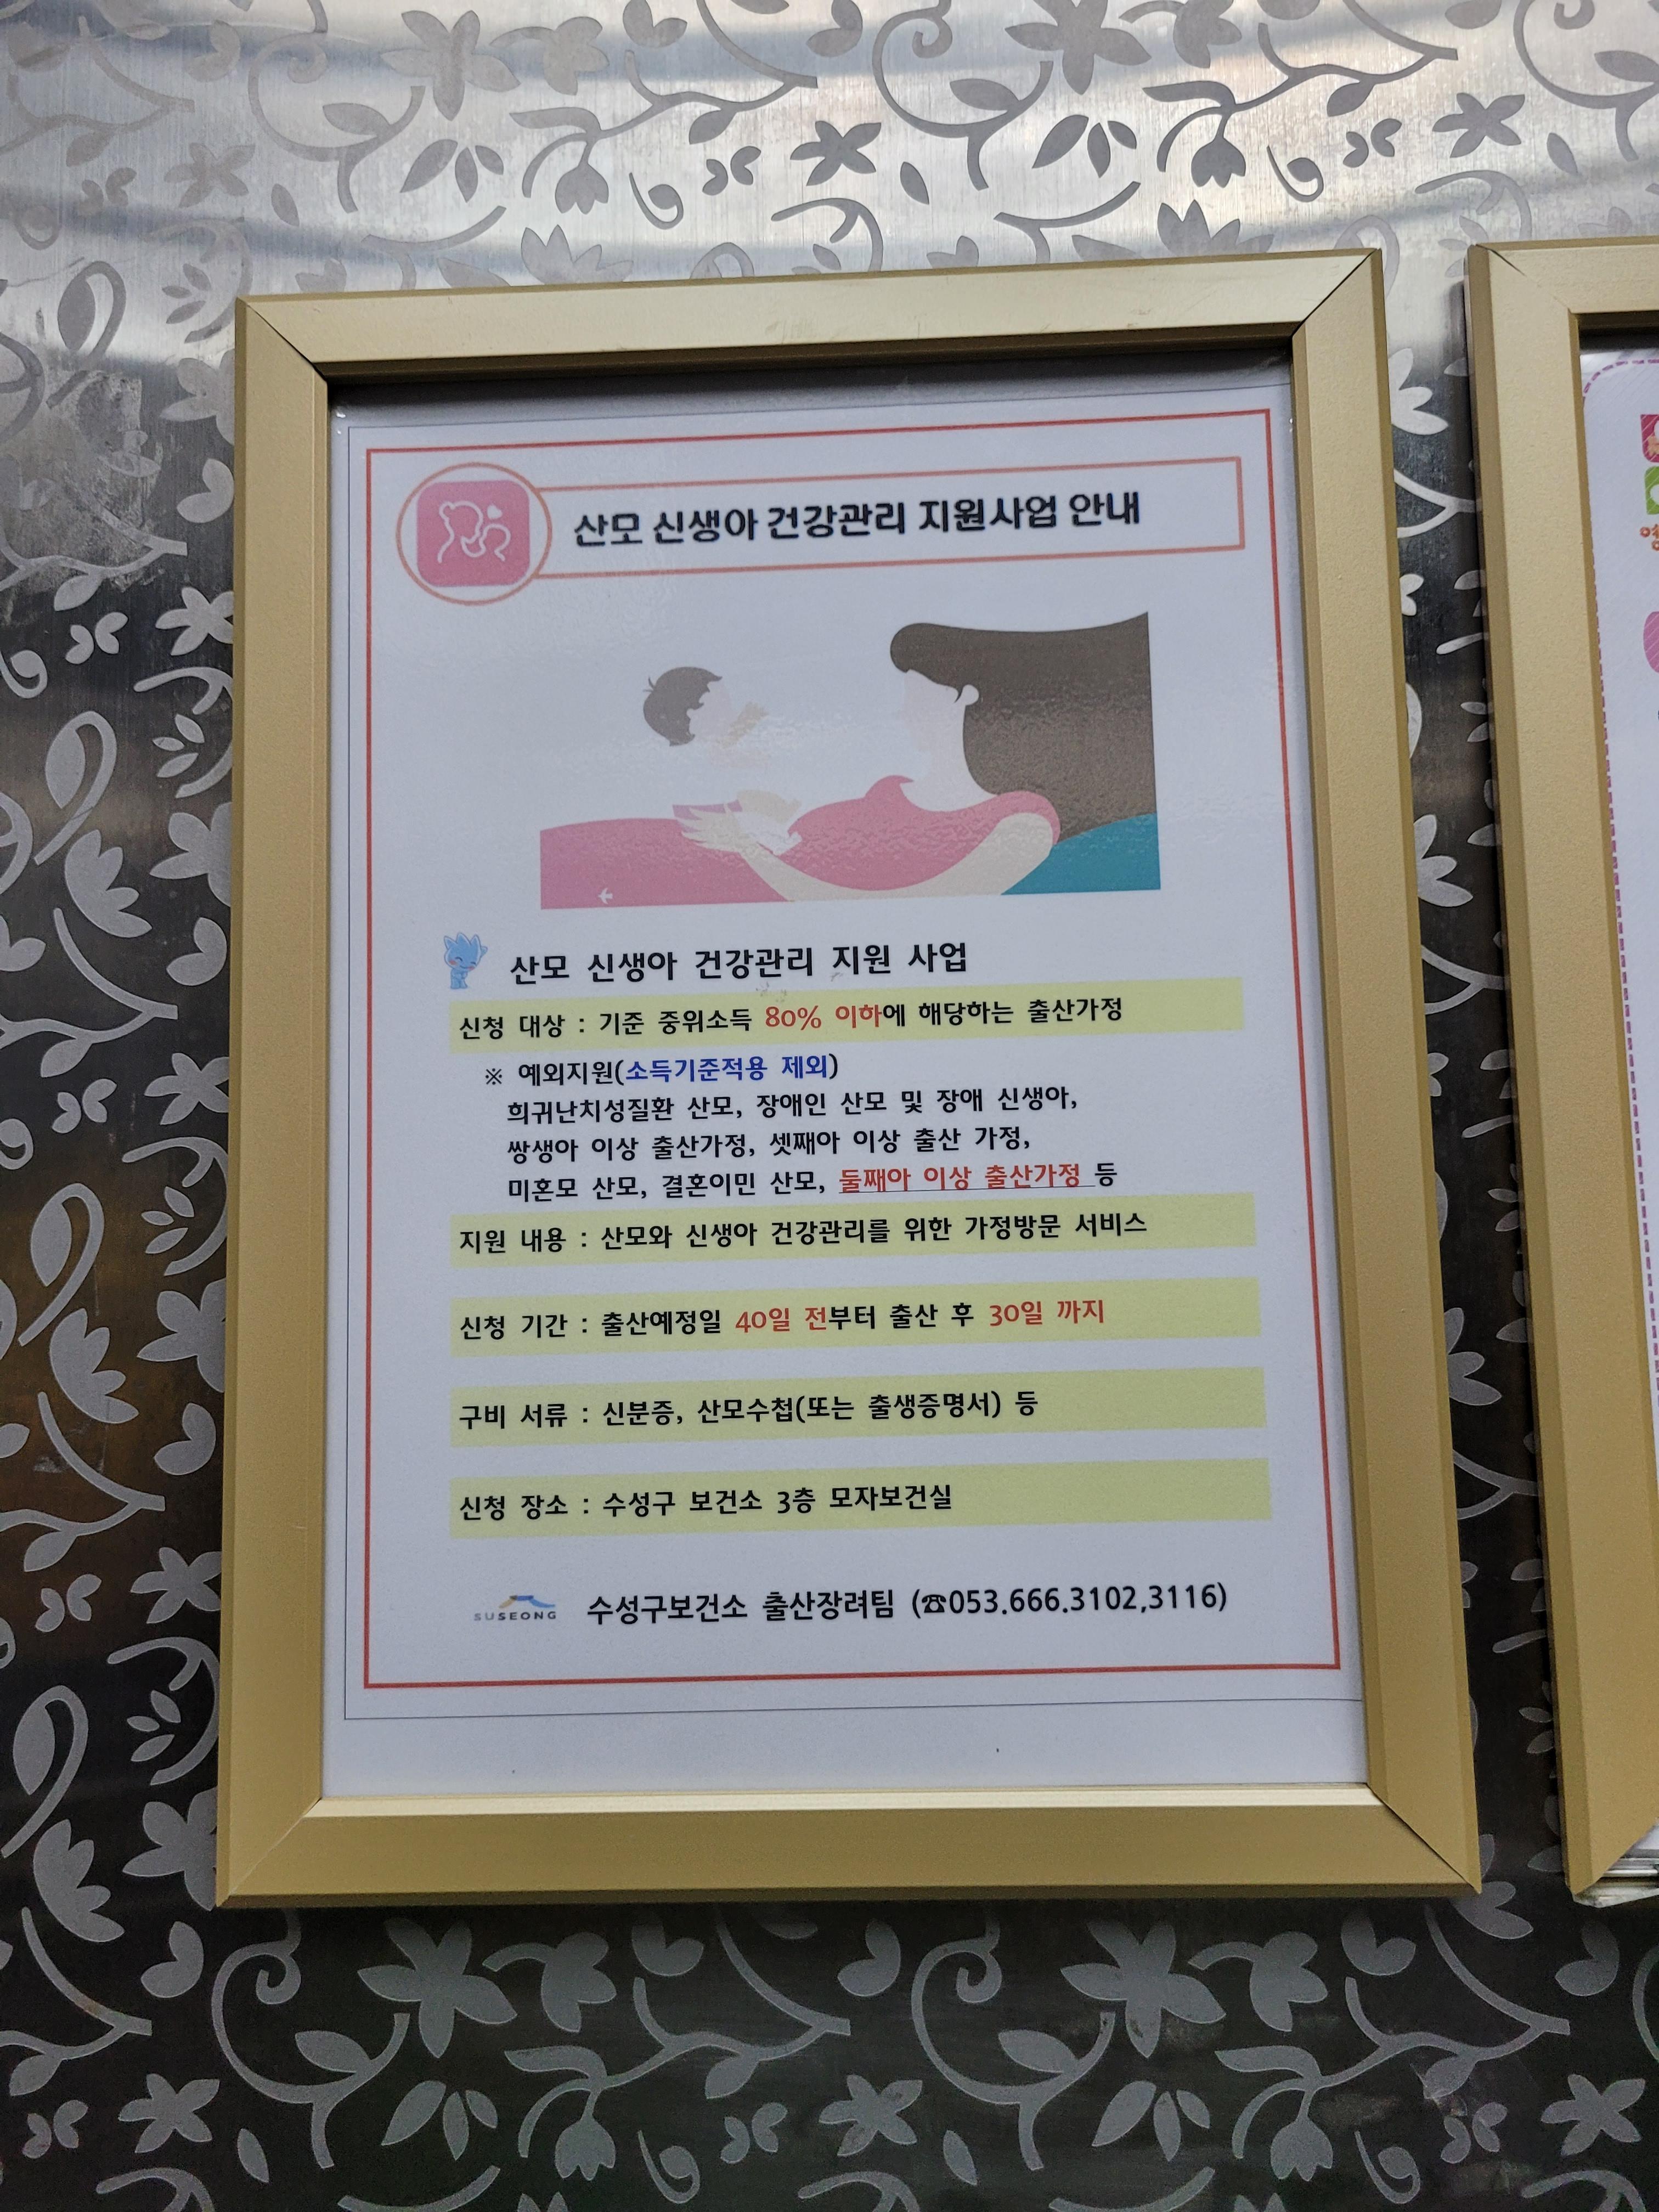 산모 신생아 건강관리 지원사업 안내
산모 신생아 건강관리 지원 사업
신청 대상 : 기준 중위소득 80% 이하에 해당하는 출산가정
※ 예외지원(소득기준적용 제외)
희귀난치성질환 산모, 장애인 산모 및 장애 신생아,
쌍생아 이상 출산가정, 셋째아 이상 출산 가정,
미혼모 산모, 결혼이민 산모, 둘째아 이상 출산가정 등
지원 내용 : 산모와 신생아 건강관리를 위한 가정방문 서비스
신청 기간 : 출산예정일 40일 전부터 출산 후 30일 까지
구비 서류 : 신분증, 산모수첩(또는 출생증명서) 등
신청 장소 : 수성구 보건소 3층 모자보건실
SUSEONG 수성구보건소 출산장려팀 (☎053.666.3102,3116)